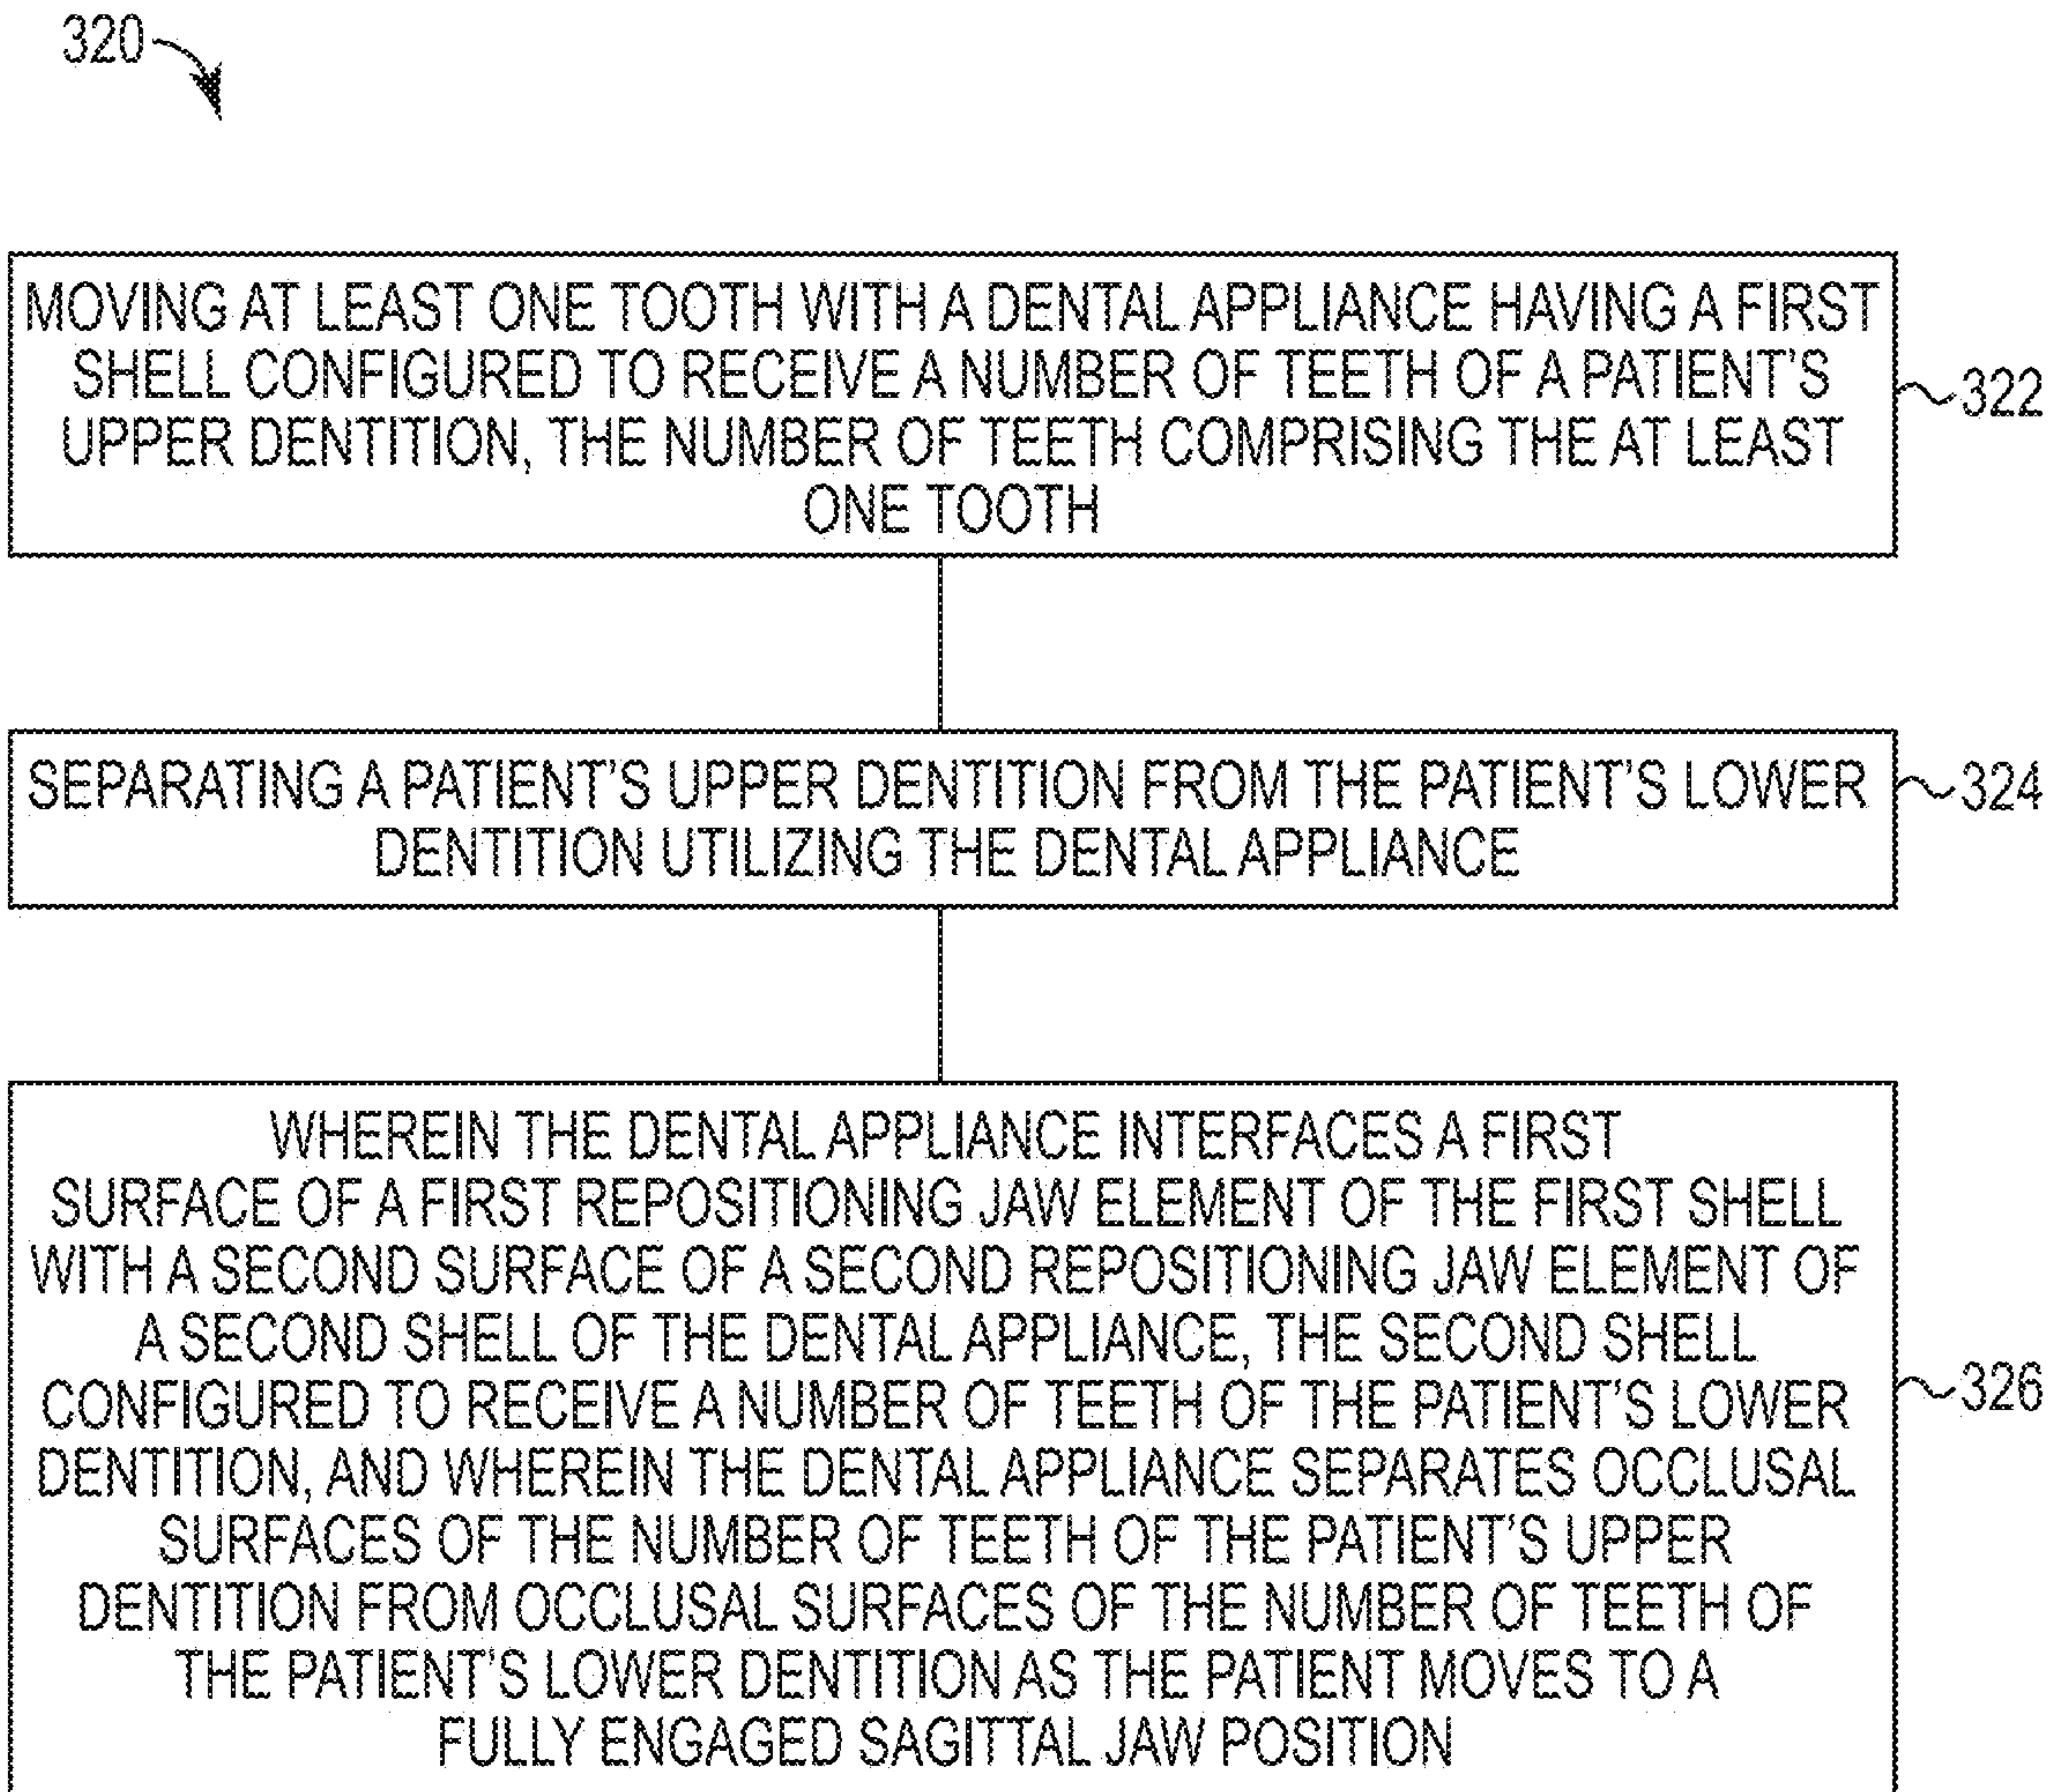 320
MOVING AT LEAST ONE TOOTH WITH A DENTAL APPLIANCE HAVING A FIRST
SHELL CONFIGURED TO RECEIVE A NUMBER OF TEETH OF A PATIENT'S
UPPER DENTITION, THE NUMBER OF TEETH COMPRISING THE AT LEAST
ONE TOOTH
322
SEPARATING A PATIENT'S UPPER DENTITION FROM THE PATIENT'S LOWER
DENTITION UTILIZING THE DENTAL APPLIANCE
324
WHEREIN THE DENTAL APPLIANCE INTERFACES A FIRST
SURFACE OF A FIRST REPOSITIONING JAW ELEMENT OF THE FIRST SHELL
WITH A SECOND SURFACE OF A SECOND REPOSITIONING JAW ELEMENT OF
A SECOND SHELL OF THE DENTAL APPLIANCE, THE SECOND SHELL
CONFIGURED TO RECEIVE A NUMBER OF TEETH OF THE PATIENT'S LOWER
DENTITION, AND WHEREIN THE DENTAL APPLIANCE SEPARATES OCCLUSAL
SURFACES OF THE NUMBER OF TEETH OF THE PATIENT'S UPPER
DENTITION FROM OCCLUSAL SURFACES OF THE NUMBER OF TEETH OF
THE PATIENT'S LOWER DENTITION AS THE PATIENT MOVES TO A
FULLY ENGAGED SAGITTAL JAW POSITION
326